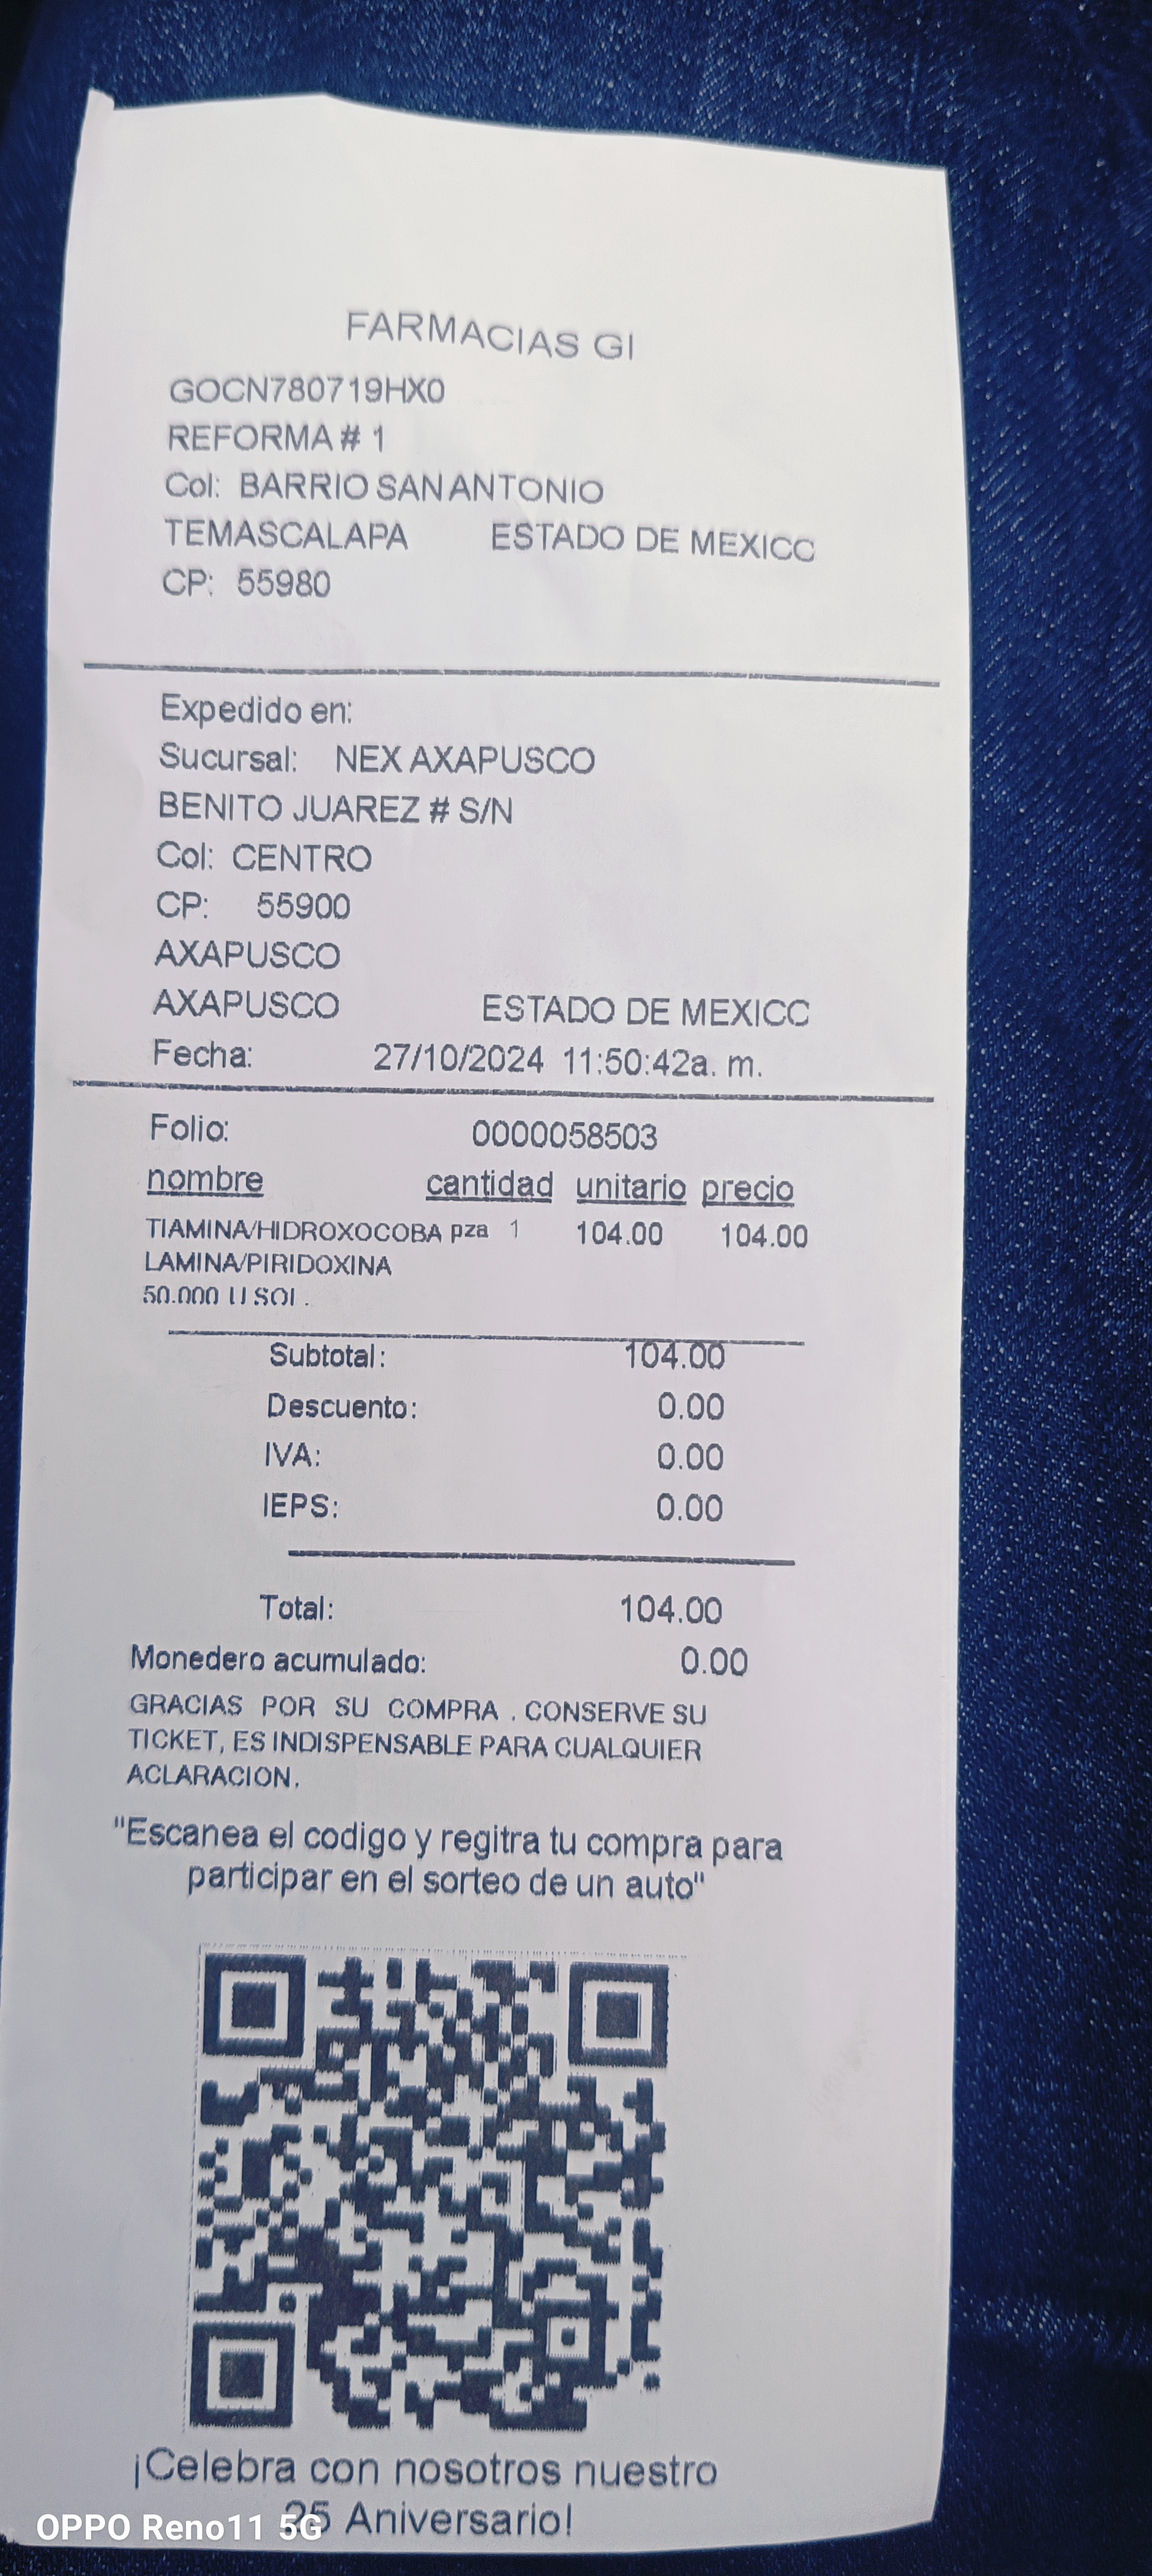 FARMACIAS GI
GOCN780719HX0
REFORMA # 1
Col: BARRIO SAN ANTONIO
TEMASCALAPA ESTADO DE MEXICO
CP: 55980
Expedido en:
Sucursal: NEX AXAPUSCO
BENITO JUAREZ # S/N
Col: CENTRO
CP: 55900
AXAPUSCO
AXAPUSCO ESTADO DE MEXICO
Fecha: 27/10/2024 11:50:42a. m.
Folio: 0000058503
nombre cantidad unitario precio
TIAMINA/HIDROXOCOBA pza 1 104.00 104.00
LAMINA/PIRIDOXINA
50.000 U SOL.
Subtotal: 104.00
Descuento: 0.00
IVA: 0.00
IEPS: 0.00
Total: 104.00
Monedero acumulado: 0.00
GRACIAS POR SU COMPRA . CONSERVE SU
TICKET, ES INDISPENSABLE PARA CUALQUIER
ACLARACION.
"Escanea el codigo y regitra tu compra para
participar en el sorteo de un auto"
¡Celebra con nosotros nuestro
25 Aniversario!
OPPO Reno11 5G